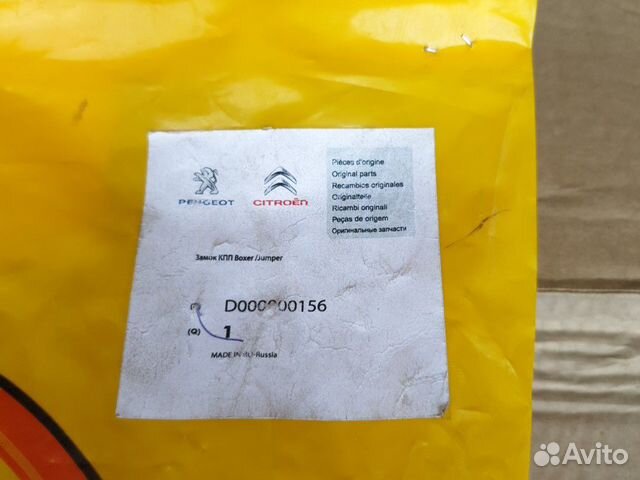 PEUGEOT
CITROËN
Pièces d'origine
Original parts
Recambios originales
Originalteile
Ricambi originali
Peças de origem
Оригинальные запчасти
Замок КПП Boxer /Jumper
D000000156
(Q) 1
MADE IN RU-Russia
Avito